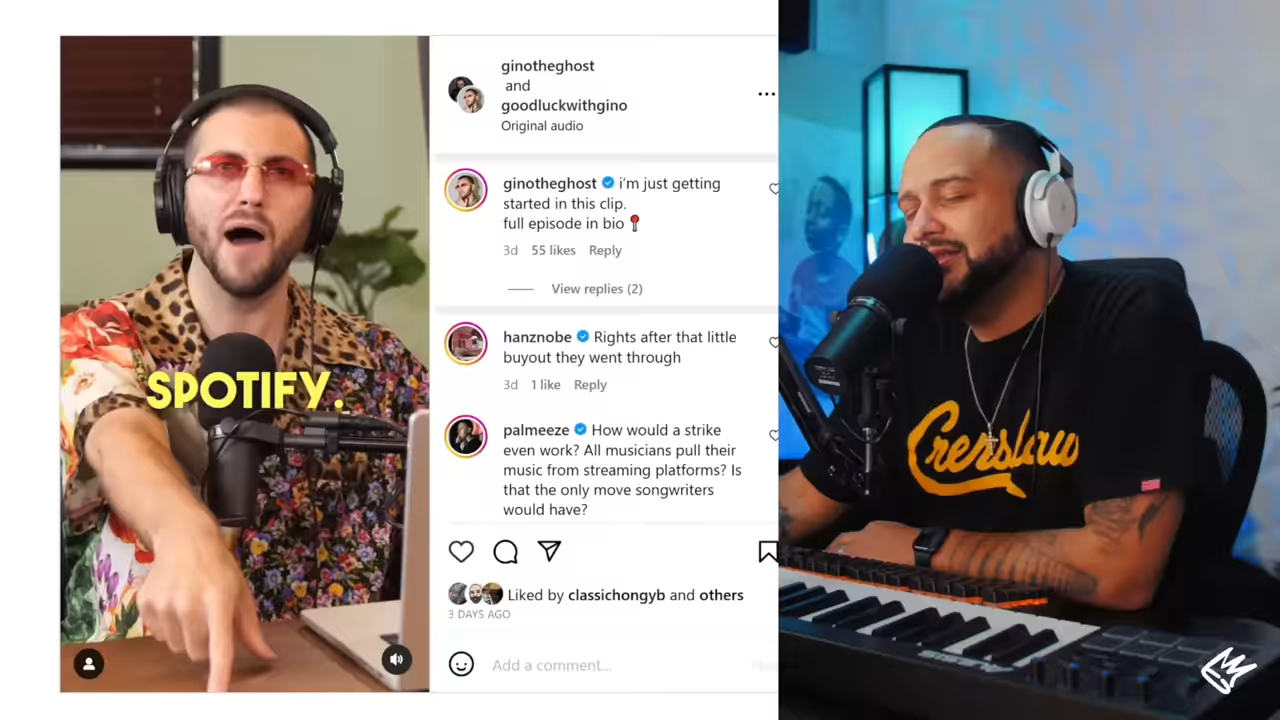 SPOTIFY.
ginotheghost
and
goodluckwithgino
Original audio
ginotheghost i'm just getting
started in this clip.
full episode in bio
3d 55 likes Reply
View replies (2)
hanznobe Rights after that little
buyout they went through
3d 1 like Reply
palmeeze How would a strike
even work? All musicians pull their
music from streaming platforms? Is
that the only move songwriters
would have?
Liked by classichongyb and others
3 DAYS AGO
Add a comment...
Crenshaw